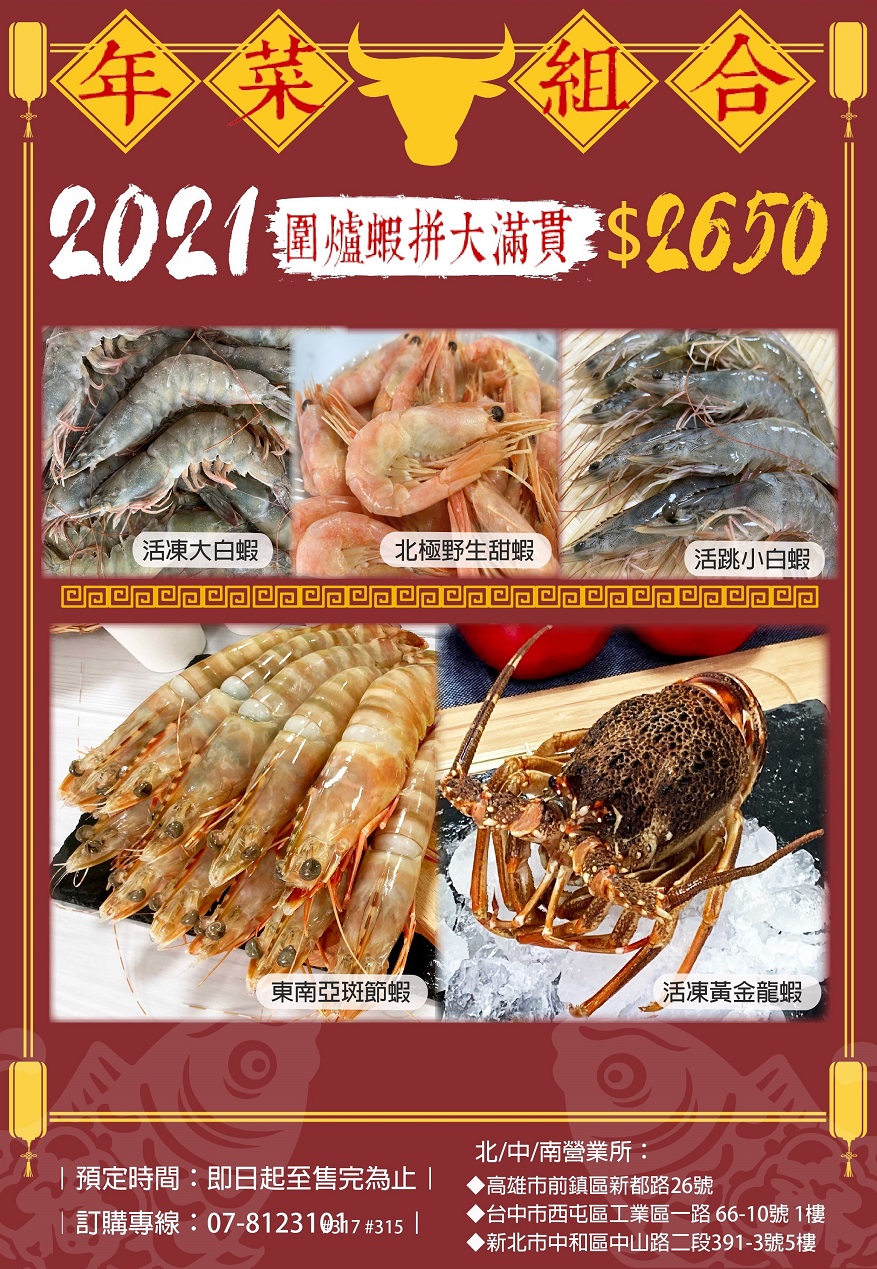 年菜組合
2021 圍爐蝦拼大滿貫 $2650
活凍大白蝦
北極野生甜蝦
活跳小白蝦
東南亞斑節蝦
活凍黃金龍蝦
| 預定時間：即日起至售完為止 |
| 訂購專線：07-8123101#317 #315 |
北/中/南營業所：
◆高雄市前鎮區新都路26號
◆台中市西屯區工業區一路 66-10號 1樓
◆新北市中和區中山路二段391-3號5樓